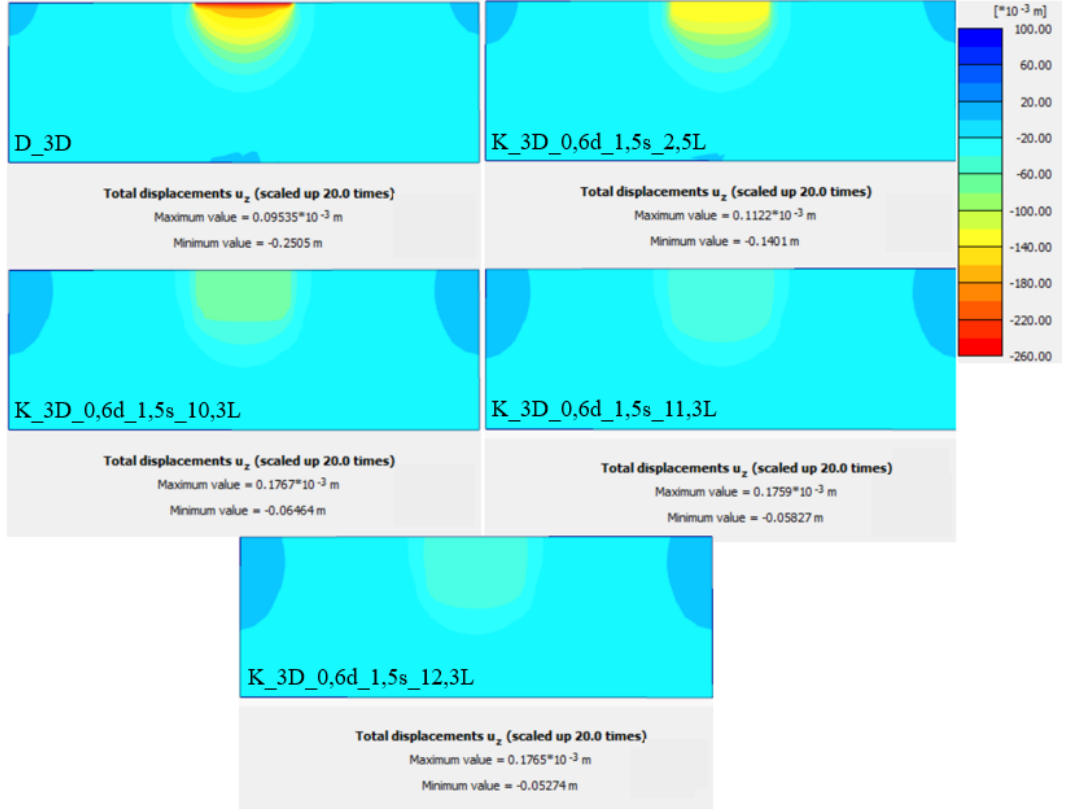 D_3D
Total displacements u_z (scaled up 20.0 times)
Maximum value = 0.09535*10^-3 m
Minimum value = -0.2505 m
K_3D_0,6d_1,5s_2,5L
Total displacements u_z (scaled up 20.0 times)
Maximum value = 0.1122*10^-3 m
Minimum value = -0.1401 m
[*10^-3 m]
100.00
60.00
20.00
-20.00
-60.00
-100.00
-140.00
-180.00
-220.00
-260.00
K_3D_0,6d_1,5s_10,3L
Total displacements u_z (scaled up 20.0 times)
Maximum value = 0.1767*10^-3 m
Minimum value = -0.06464 m
K_3D_0,6d_1,5s_11,3L
Total displacements u_z (scaled up 20.0 times)
Maximum value = 0.1759*10^-3 m
Minimum value = -0.05827 m
K_3D_0,6d_1,5s_12,3L
Total displacements u_z (scaled up 20.0 times)
Maximum value = 0.1765*10^-3 m
Minimum value = -0.05274 m